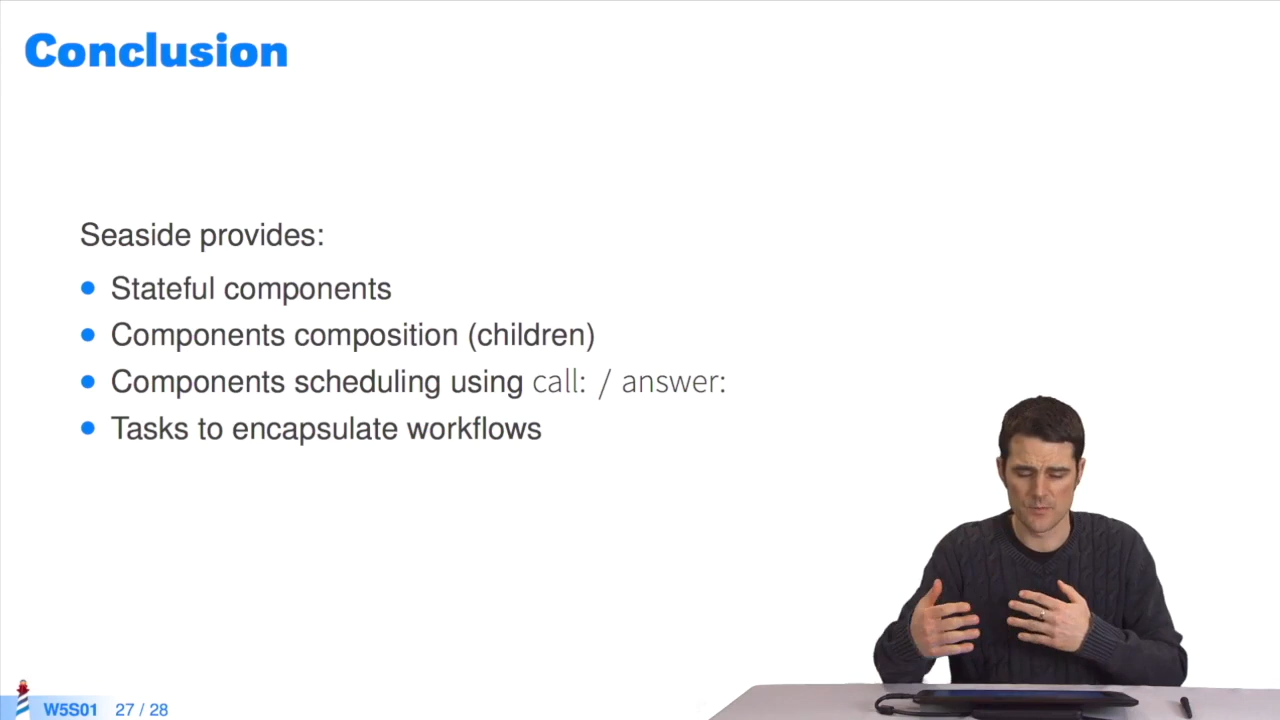 Conclusion
Seaside provides:
Stateful components
Components composition (children)
Components scheduling using call: / answer:
Tasks to encapsulate workflows
W5S01 27 / 28